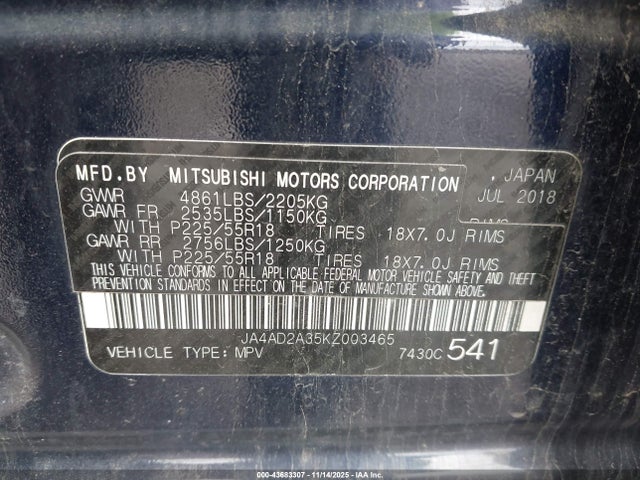 MFD.BY MITSUBISHI MOTORS CORPORATION , JAPAN
GVWR 4861LBS/2205KG JUL 2018
GAWR FR 2535LBS/1150KG RIMS
WITH P225/55R18 TIRES 18X7.0J RIMS
GAWR RR 2756LBS/1250KG
WITH P225/55R18 TIRES 18X7.0J RIMS
THIS VEHICLE CONFORMS TO ALL APPLICABLE FEDERAL MOTOR VEHICLE SAFETY AND THEFT
PREVENTION STANDARDS IN EFFECT ON THE DATE OF MANUFACTURE SHOWN ABOVE.
JA4AD2A35KZ003465
VEHICLE TYPE: MPV 7430C 541
000-43683307 - 11/14/2025 - IAA Inc.